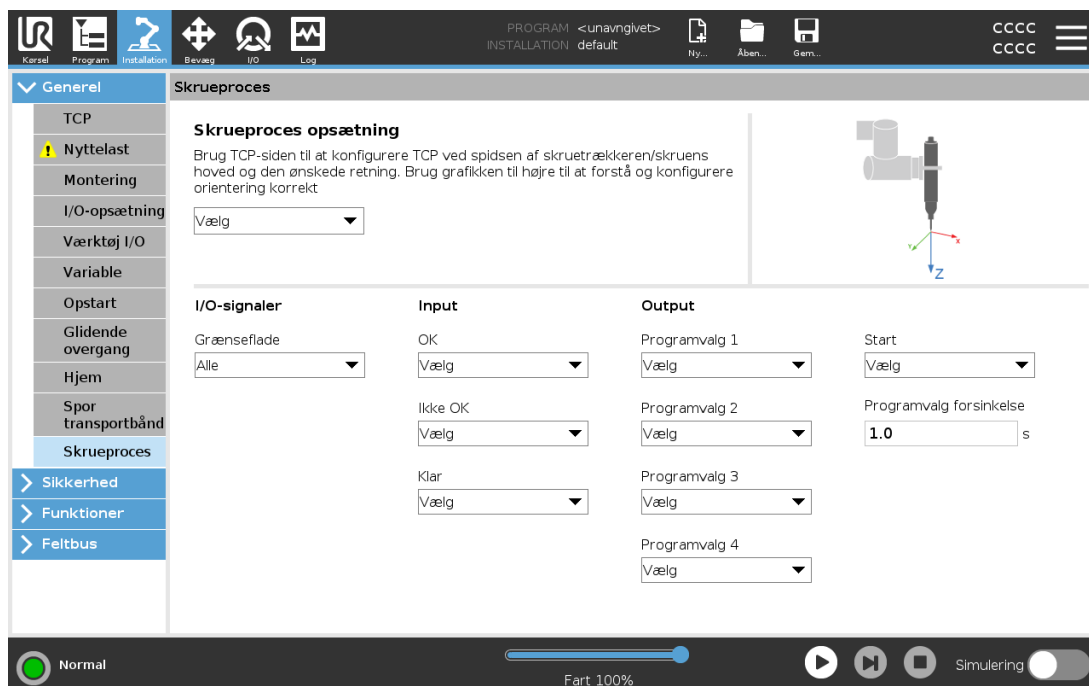 PROGRAM <unavngivet>
INSTALLATION default
Kørsel
Program
Installation
Bevæg
I/O
Log
Ny...
Åben...
Gem...
CCCC
CCCC
Generel
TCP
Nyttelast
Montering
I/O-opsætning
Værktøj I/O
Variable
Opstart
Glidende
overgang
Hjem
Spor
transportbånd
Skrueproces
Sikkerhed
Funktioner
Feltbus
Skrueproces
Skrueproces opsætning
Brug TCP-siden til at konfigurere TCP ved spidsen af skruetrækkeren/skruens
hoved og den ønskede retning. Brug grafikken til højre til at forstå og konfigurere
orientering korrekt
Vælg
Y
X
Z
I/O-signaler
Grænseflade
Alle
Input
OK
Vælg
Ikke OK
Vælg
Klar
Vælg
Output
Programvalg 1
Vælg
Programvalg 2
Vælg
Programvalg 3
Vælg
Programvalg 4
Vælg
Start
Vælg
Programvalg forsinkelse
1.0 s
Normal
Fart 100%
Simulering